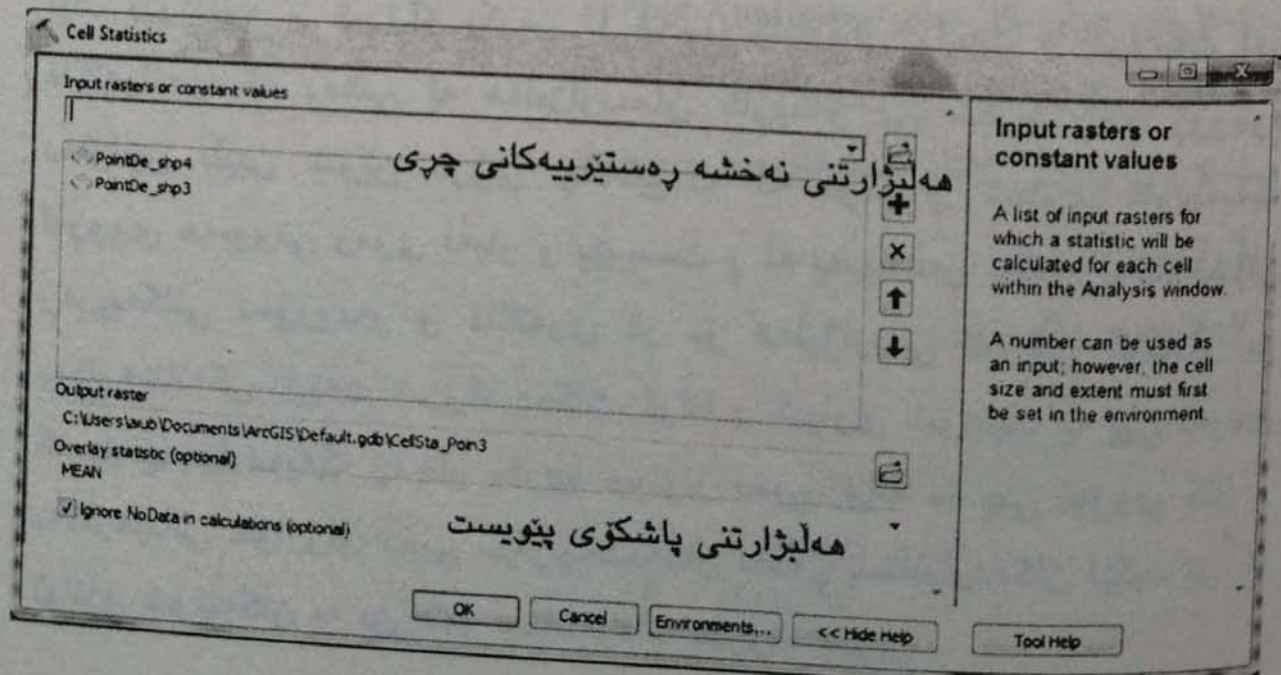 Cell Statistics
Input rasters or constant values
PointDe_shp4
PointDe_shp3
هەڵبژارتنی نەخشە ڕەستێرییەکانی چڕی
Output raster
C:\Users\aub\Documents\ArcGIS\Default.gdb\CellSta_Poin3
Overlay statistic (optional)
MEAN
Ignore NoData in calculations (optional)
هەڵبژارتنی پاشکۆی پێویست
OK
Cancel
Environments...
<< Hide Help
Input rasters or
constant values
A list of input rasters for
which a statistic will be
calculated for each cell
within the Analysis window.
A number can be used as
an input; however, the cell
size and extent must first
be set in the environment.
Tool Help